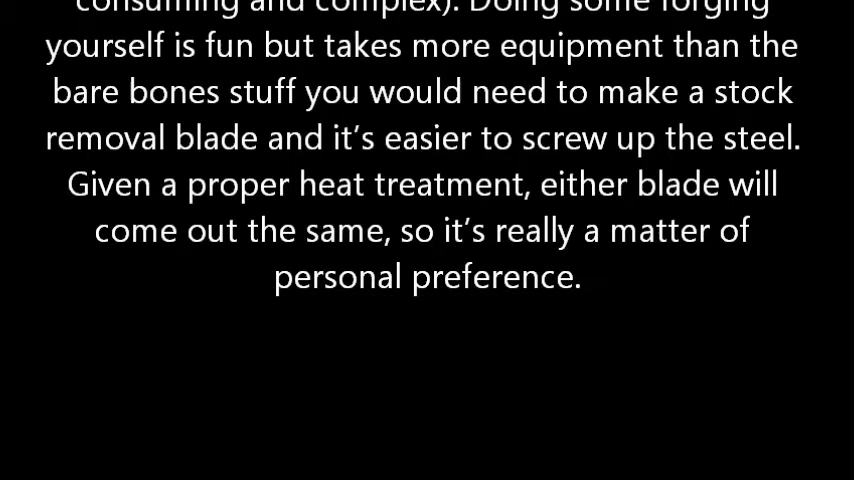 consuming and complex). Doing some forging
yourself is fun but takes more equipment than the
bare bones stuff you would need to make a stock
removal blade and it’s easier to screw up the steel.
Given a proper heat treatment, either blade will
come out the same, so it’s really a matter of
personal preference.